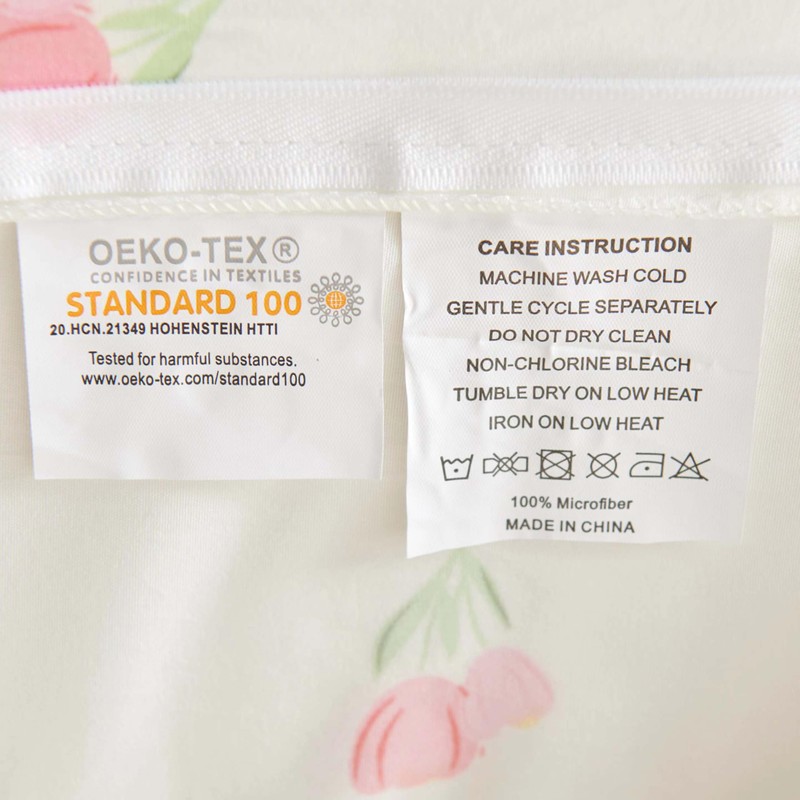 OEKO-TEX®
CONFIDENCE IN TEXTILES
STANDARD 100
20.HCN.21349 HOHENSTEIN HTTI
Tested for harmful substances.
www.oeko-tex.com/standard100
CARE INSTRUCTION
MACHINE WASH COLD
GENTLE CYCLE SEPARATELY
DO NOT DRY CLEAN
NON-CHLORINE BLEACH
TUMBLE DRY ON LOW HEAT
IRON ON LOW HEAT
100% Microfiber
MADE IN CHINA